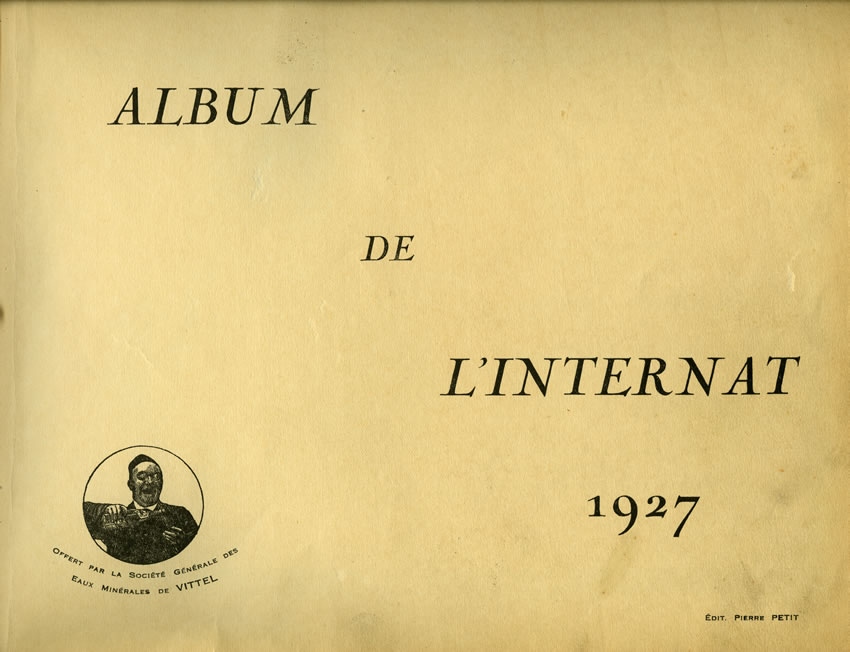 ALBUM
DE
L'INTERNAT
1927
OFFERT PAR LA SOCIÉTÉ GÉNÉRALE DES
EAUX MINÉRALES DE VITTEL
ÉDIT. PIERRE PETIT